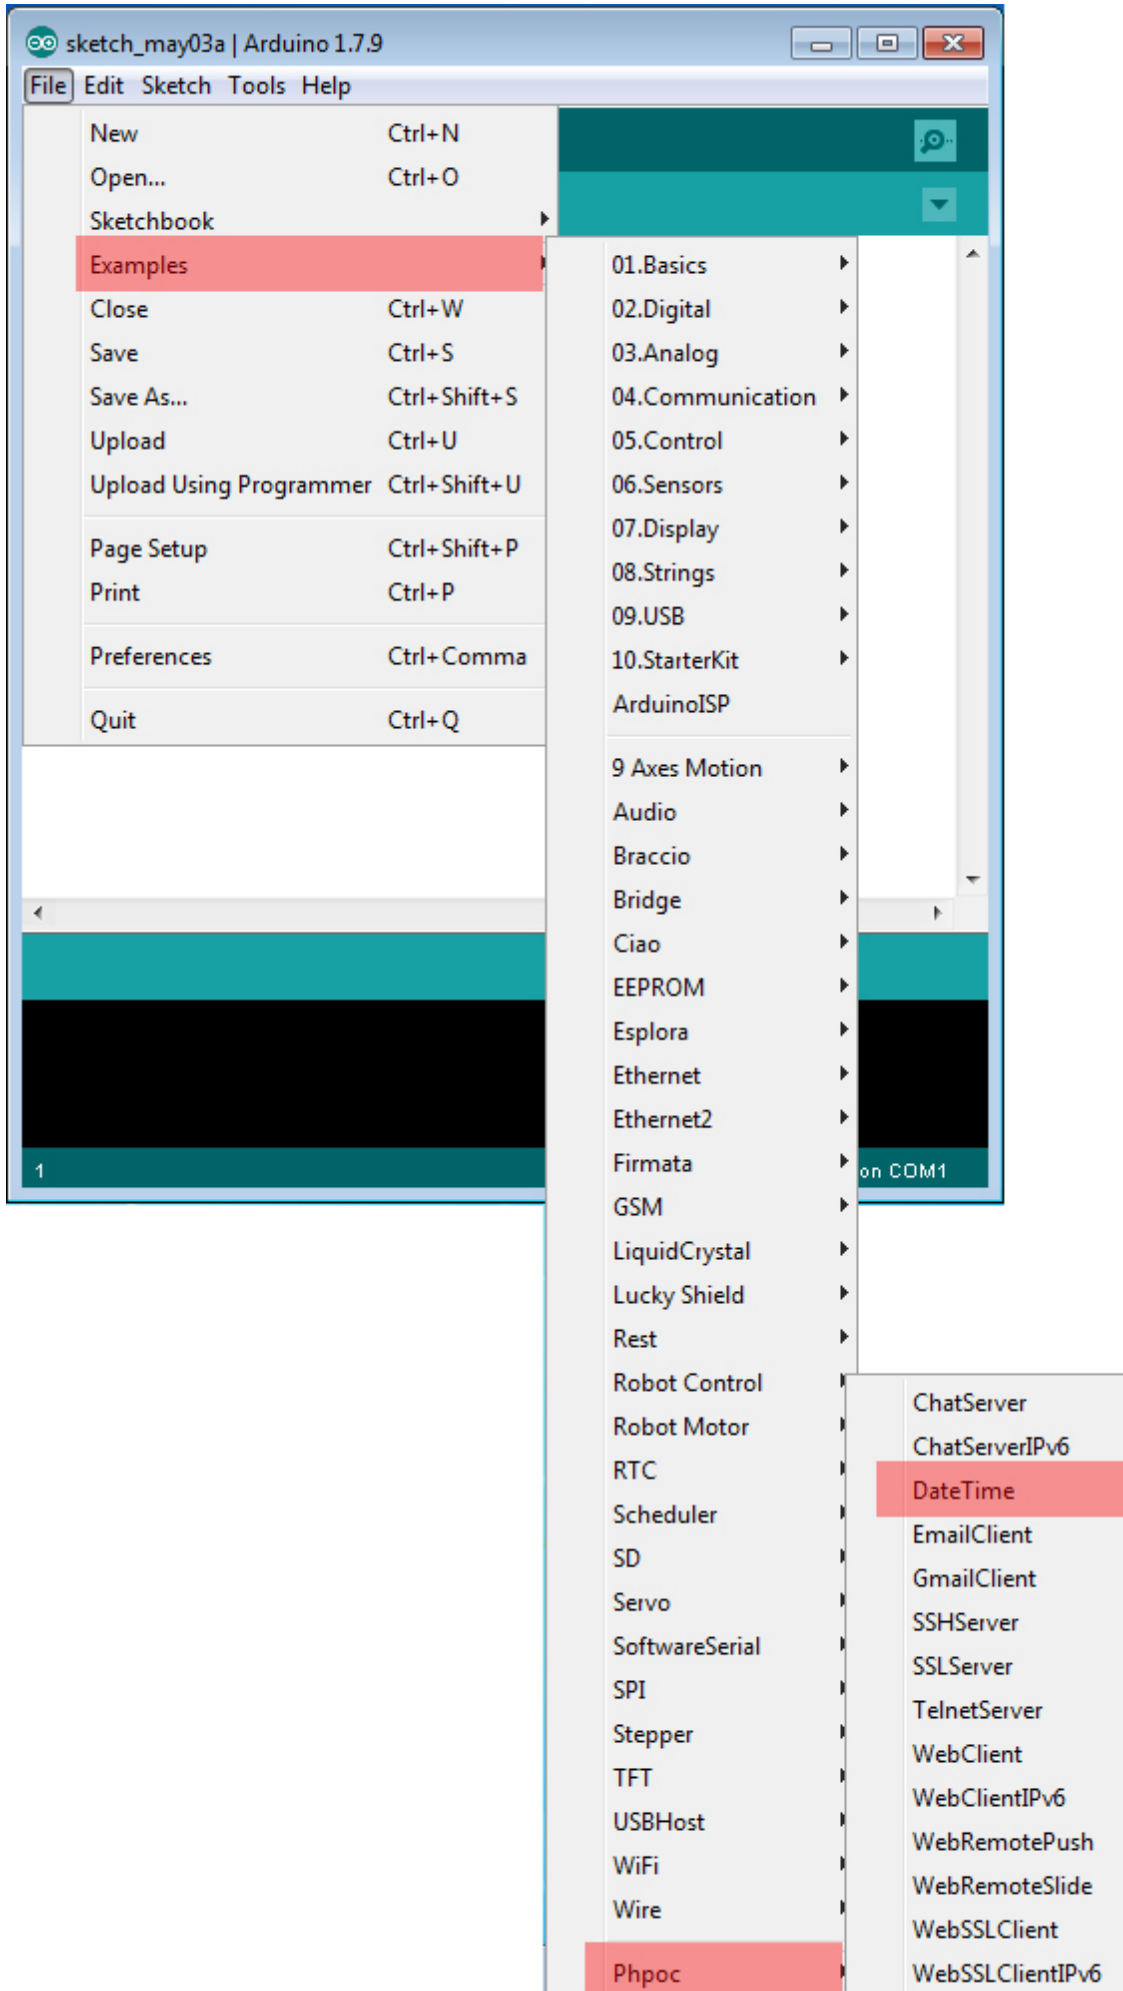 sketch_may03a | Arduino 1.7.9
File Edit Sketch Tools Help
New Ctrl+N
Open... Ctrl+O
Sketchbook
Examples
Close Ctrl+W
Save Ctrl+S
Save As... Ctrl+Shift+S
Upload Ctrl+U
Upload Using Programmer Ctrl+Shift+U
Page Setup Ctrl+Shift+P
Print Ctrl+P
Preferences Ctrl+Comma
Quit Ctrl+Q
01.Basics
02.Digital
03.Analog
04.Communication
05.Control
06.Sensors
07.Display
08.Strings
09.USB
10.StarterKit
ArduinoISP
9 Axes Motion
Audio
Braccio
Bridge
Ciao
EEPROM
Esplora
Ethernet
Ethernet2
Firmata
GSM
LiquidCrystal
Lucky Shield
Rest
Robot Control
Robot Motor
RTC
Scheduler
SD
Servo
SoftwareSerial
SPI
Stepper
TFT
USBHost
WiFi
Wire
Phpoc
ChatServer
ChatServerIPv6
DateTime
EmailClient
GmailClient
SSHServer
SSLServer
TelnetServer
WebClient
WebClientIPv6
WebRemotePush
WebRemoteSlide
WebSSLClient
WebSSLClientIPv6
1
on COM1